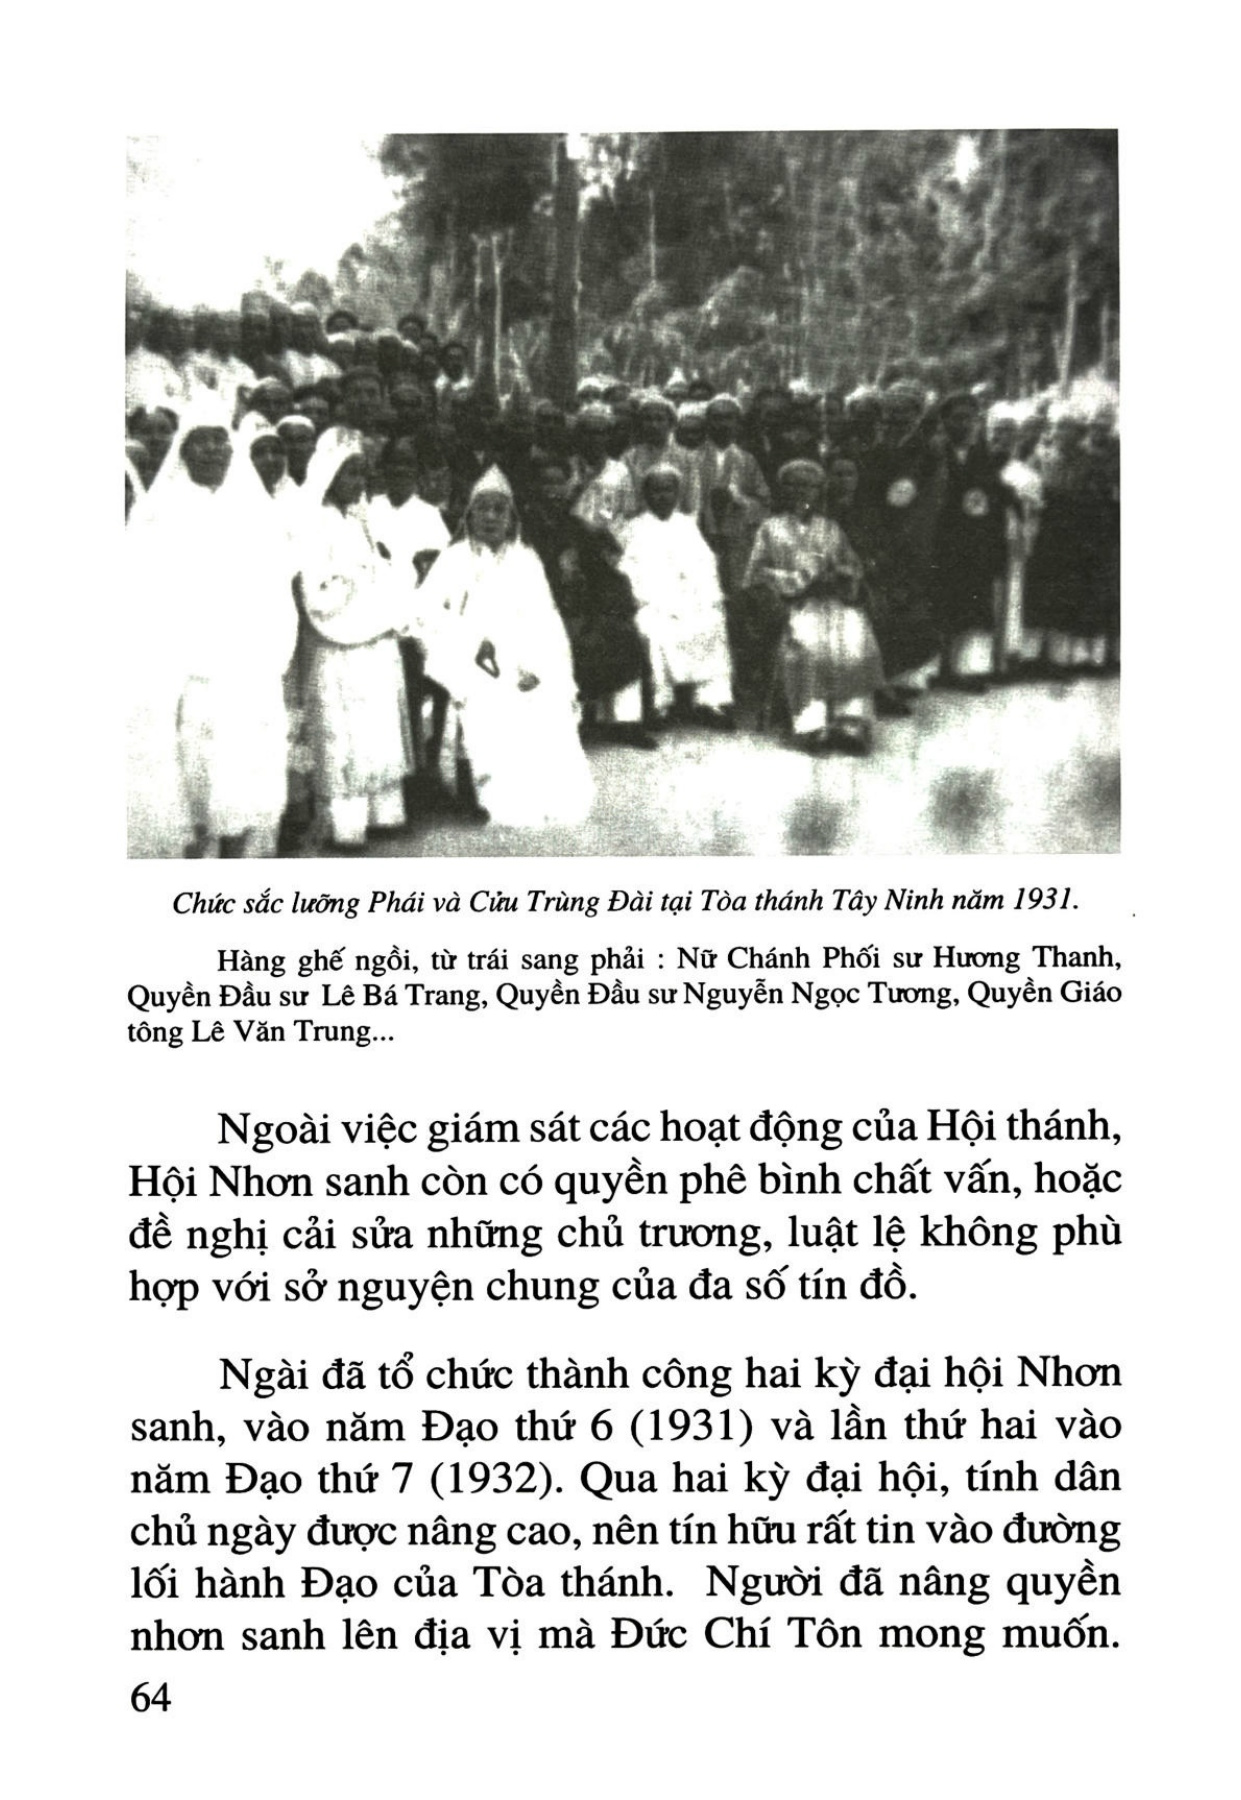 Chức sắc lưỡng Phái và Cửu Trùng Đài tại Tòa thánh Tây Ninh năm 1931.
Hàng ghế ngồi, từ trái sang phải : Nữ Chánh Phối sư Hương Thanh,
Quyền Đầu sư Lê Bá Trang, Quyền Đầu sư Nguyễn Ngọc Tương, Quyền Giáo
tông Lê Văn Trung...
Ngoài việc giám sát các hoạt động của Hội thánh,
Hội Nhơn sanh còn có quyền phê bình chất vấn, hoặc
đề nghị cải sửa những chủ trương, luật lệ không phù
hợp với sở nguyện chung của đa số tín đồ.
Ngài đã tổ chức thành công hai kỳ đại hội Nhơn
sanh, vào năm Đạo thứ 6 (1931) và lần thứ hai vào
năm Đạo thứ 7 (1932). Qua hai kỳ đại hội, tính dân
chủ ngày được nâng cao, nên tín hữu rất tin vào đường
lối hành Đạo của Tòa thánh. Người đã nâng quyền
nhơn sanh lên địa vị mà Đức Chí Tôn mong muốn.
64